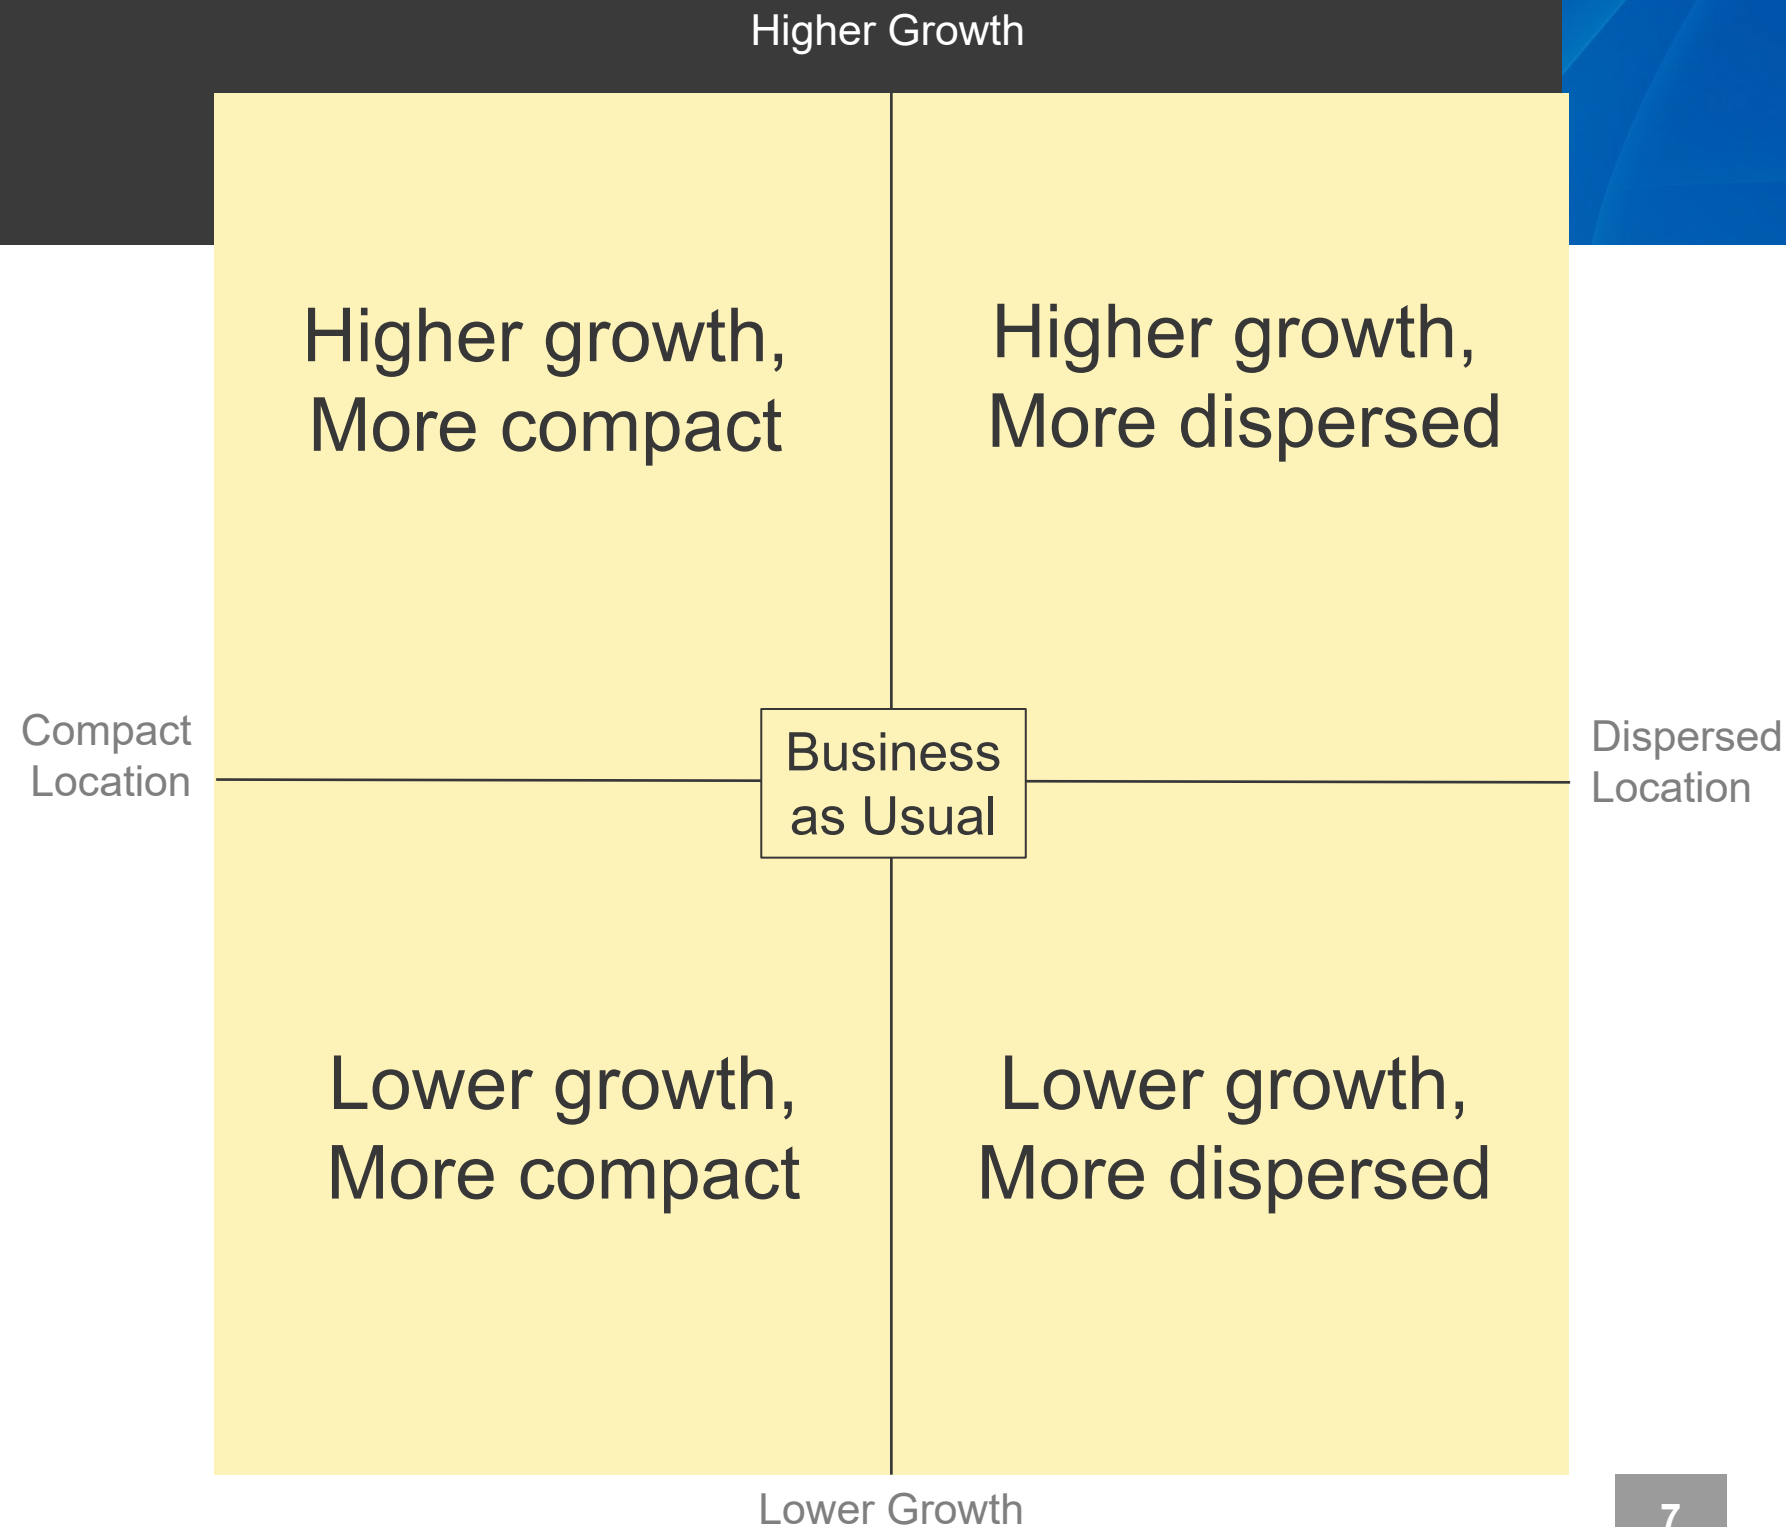 Higher Growth
Higher growth,
More compact
Higher growth,
More dispersed
Compact
Location
Business
as Usual
Dispersed
Location
Lower growth,
More compact
Lower growth,
More dispersed
Lower Growth
7